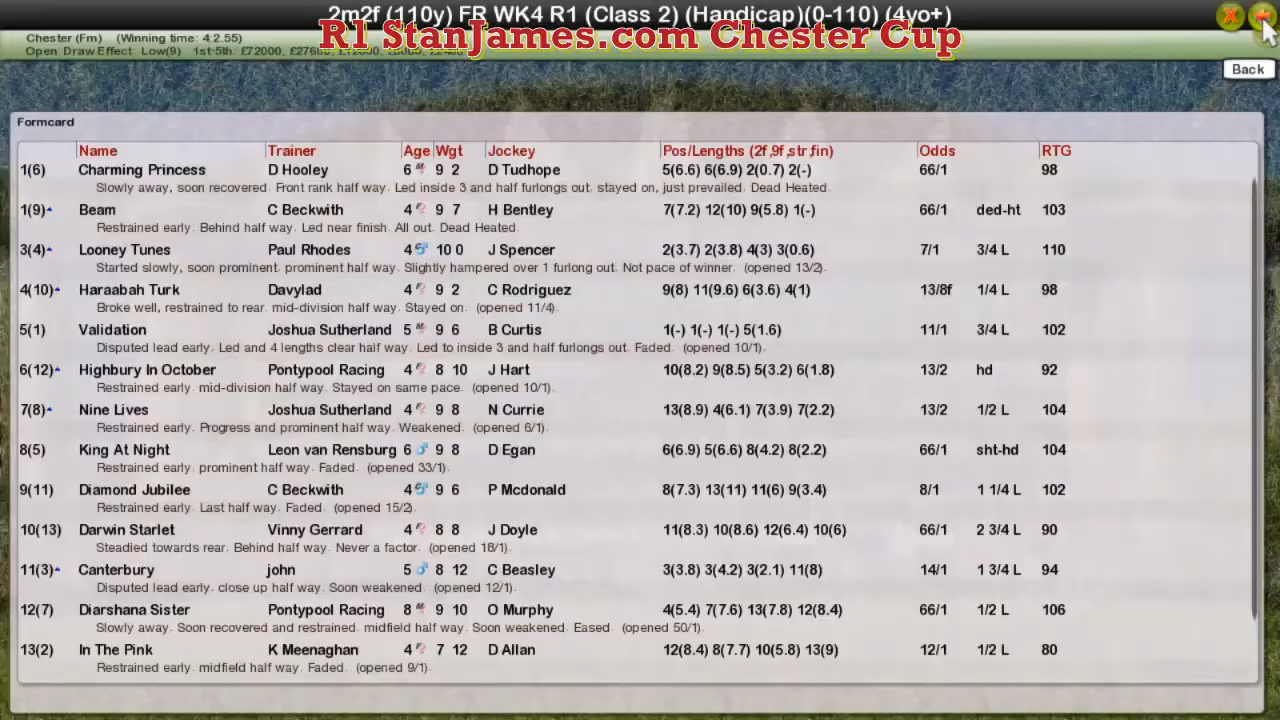 2m2f (110y) FR WK4 R1 (Class 2) (Handicap)(0-110) (4yo+)
R1 StanJames.com Chester Cup
Chester (Fm) (Winning time: 4:2.55)
Open Draw Effect: Low(9) 1st-5th: £72000,
Back
Formcard
Name Trainer Age Wgt Jockey Pos/Lengths (2f,9f,str,fin) Odds RTG
1(6) Charming Princess D Hooley 6 9 2 D Tudhope 5(6.6) 6(6.9) 2(0.7) 2(-) 66/1 98
Slowly away, soon recovered. Front rank half way. Led inside 3 and half furlongs out. stayed on, just prevailed. Dead Heated.
1(9) Beam C Beckwith 4 9 7 H Bentley 7(7.2) 12(10) 9(5.8) 1(-) 66/1 ded-ht 103
Restrained early. Behind half way. Led near finish. All out. Dead Heated.
3(4) Looney Tunes Paul Rhodes 4 10 0 J Spencer 2(3.7) 2(3.8) 4(3) 3(0.6) 7/1 3/4 L 110
Started slowly, soon prominent. prominent half way. Slightly hampered over 1 furlong out. Not pace of winner. (opened 13/2).
4(10) Haraabah Turk Davylad 4 9 2 C Rodriguez 9(8) 11(9.6) 6(3.6) 4(1) 13/8f 1/4 L 98
Broke well, restrained to rear. mid-division half way. Stayed on. (opened 11/4).
5(1) Validation Joshua Sutherland 5 9 6 B Curtis 1(-) 1(-) 1(-) 5(1.6) 11/1 3/4 L 102
Disputed lead early. Led and 4 lengths clear half way. Led to inside 3 and half furlongs out. Faded. (opened 10/1).
6(12) Highbury In October Pontypool Racing 4 8 10 J Hart 10(8.2) 9(8.5) 5(3.2) 6(1.8) 13/2 hd 92
Restrained early. mid-division half way. Stayed on same pace. (opened 10/1).
7(8) Nine Lives Joshua Sutherland 4 9 8 N Currie 13(8.9) 4(6.1) 7(3.9) 7(2.2) 13/2 1/2 L 104
Restrained early. Progress and prominent half way. Weakened. (opened 6/1).
8(5) King At Night Leon van Rensburg 6 9 8 D Egan 6(6.9) 5(6.6) 8(4.2) 8(2.2) 66/1 sht-hd 104
Restrained early. prominent half way. Faded. (opened 33/1).
9(11) Diamond Jubilee C Beckwith 4 9 6 P Mcdonald 8(7.3) 13(11) 11(6) 9(3.4) 8/1 1 1/4 L 102
Restrained early. Last half way. Faded. (opened 15/2).
10(13) Darwin Starlet Vinny Gerrard 4 8 8 J Doyle 11(8.3) 10(8.6) 12(6.4) 10(6) 66/1 2 3/4 L 90
Steadied towards rear. Behind half way. Never a factor. (opened 18/1).
11(3) Canterbury john 5 8 12 C Beasley 3(3.8) 3(4.2) 3(2.1) 11(8) 14/1 1 3/4 L 94
Disputed lead early. close up half way. Soon weakened. (opened 12/1).
12(7) Diarshana Sister Pontypool Racing 8 9 10 O Murphy 4(5.4) 7(7.6) 13(7.8) 12(8.4) 66/1 1/2 L 106
Slowly away. Soon recovered and restrained. midfield half way. Soon weakened. Eased. (opened 50/1).
13(2) In The Pink K Meenaghan 4 7 12 D Allan 12(8.4) 8(7.7) 10(5.8) 13(9) 12/1 1/2 L 80
Restrained early. midfield half way. Faded. (opened 9/1).